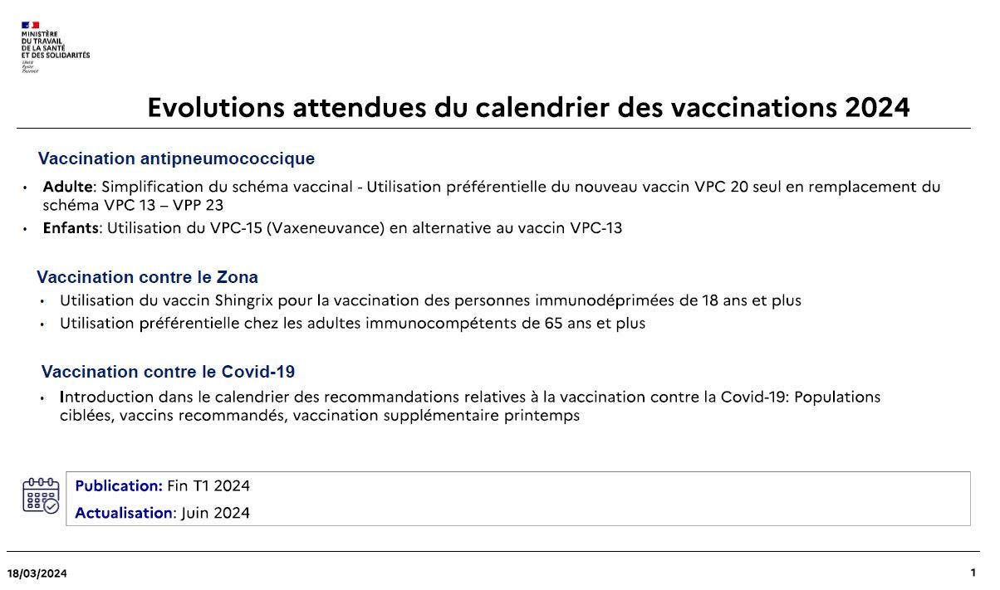 MINISTÈRE
DU TRAVAIL
DE LA SANTÉ
ET DES SOLIDARITÉS
Liberté
Égalité
Fraternité
Evolutions attendues du calendrier des vaccinations 2024
Vaccination antipneumococcique
• Adulte: Simplification du schéma vaccinal - Utilisation préférentielle du nouveau vaccin VPC 20 seul en remplacement du
schéma VPC 13 – VPP 23
• Enfants: Utilisation du VPC-15 (Vaxeneuvance) en alternative au vaccin VPC-13
Vaccination contre le Zona
• Utilisation du vaccin Shingrix pour la vaccination des personnes immunodéprimées de 18 ans et plus
• Utilisation préférentielle chez les adultes immunocompétents de 65 ans et plus
Vaccination contre le Covid-19
• Introduction dans le calendrier des recommandations relatives à la vaccination contre la Covid-19: Populations
ciblées, vaccins recommandés, vaccination supplémentaire printemps
Publication: Fin T1 2024
Actualisation: Juin 2024
18/03/2024
1